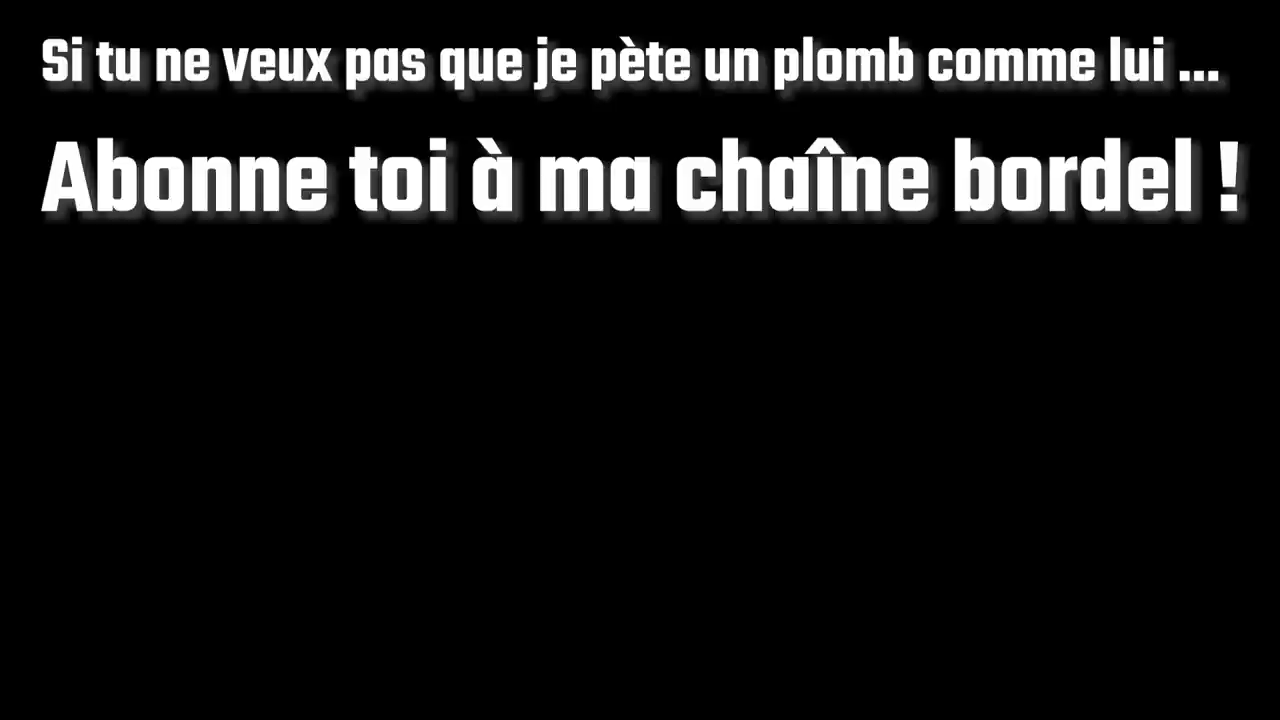 Si tu ne veux pas que je pète un plomb comme lui ...
Abonne toi à ma chaîne bordel !